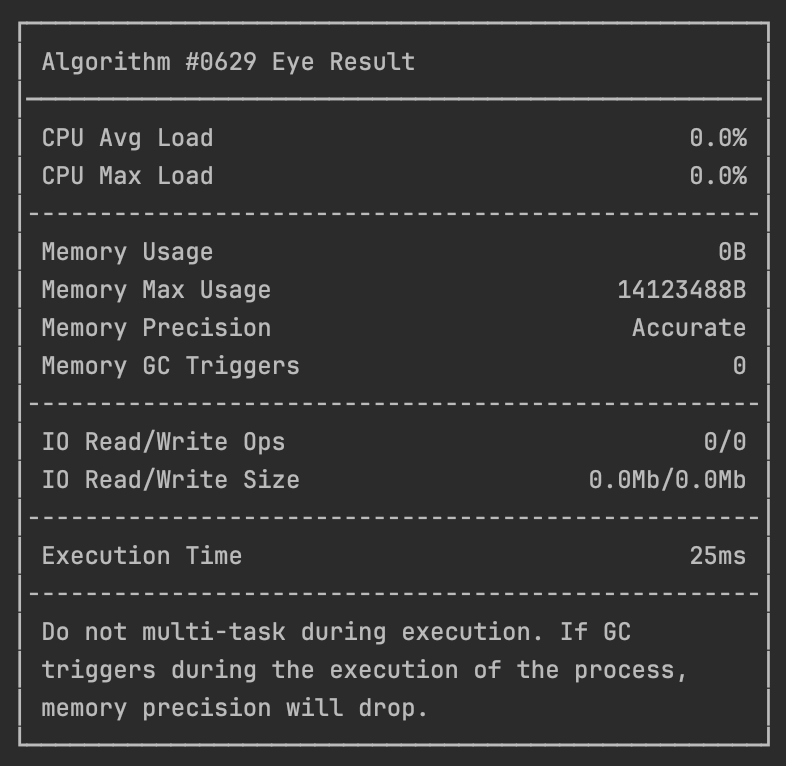 Algorithm #0629 Eye Result
CPU Avg Load 0.0%
CPU Max Load 0.0%
Memory Usage 0B
Memory Max Usage 14123488B
Memory Precision Accurate
Memory GC Triggers 0
IO Read/Write Ops 0/0
IO Read/Write Size 0.0Mb/0.0Mb
Execution Time 25ms
Do not multi-task during execution. If GC
triggers during the execution of the process,
memory precision will drop.